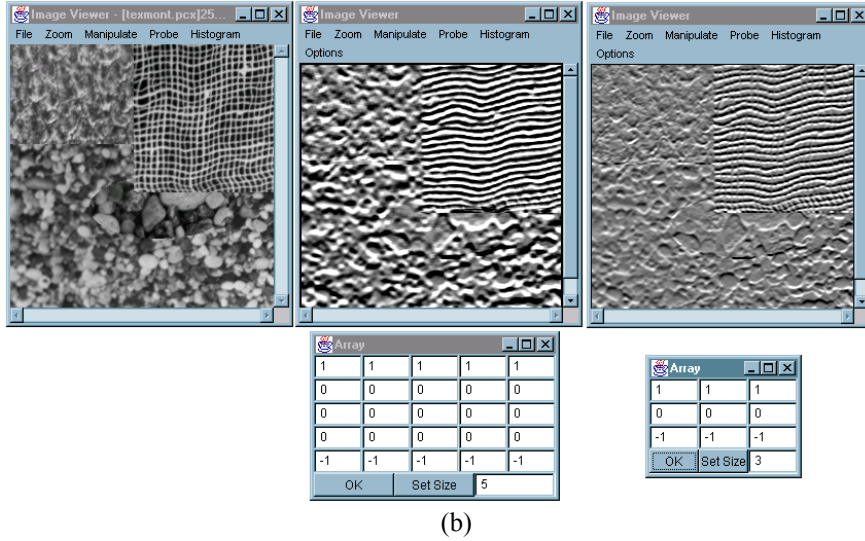 Image Viewer - [texmont.pcx]25...
File Zoom Manipulate Probe Histogram
Image Viewer
File Zoom Manipulate Probe Histogram
Options
Image Viewer
File Zoom Manipulate Probe Histogram
Options
Array
1 1 1 1 1
0 0 0 0 0
0 0 0 0 0
0 0 0 0 0
-1 -1 -1 -1 -1
OK Set Size 5
Array
1 1 1
0 0 0
-1 -1 -1
OK Set Size 3
(b)